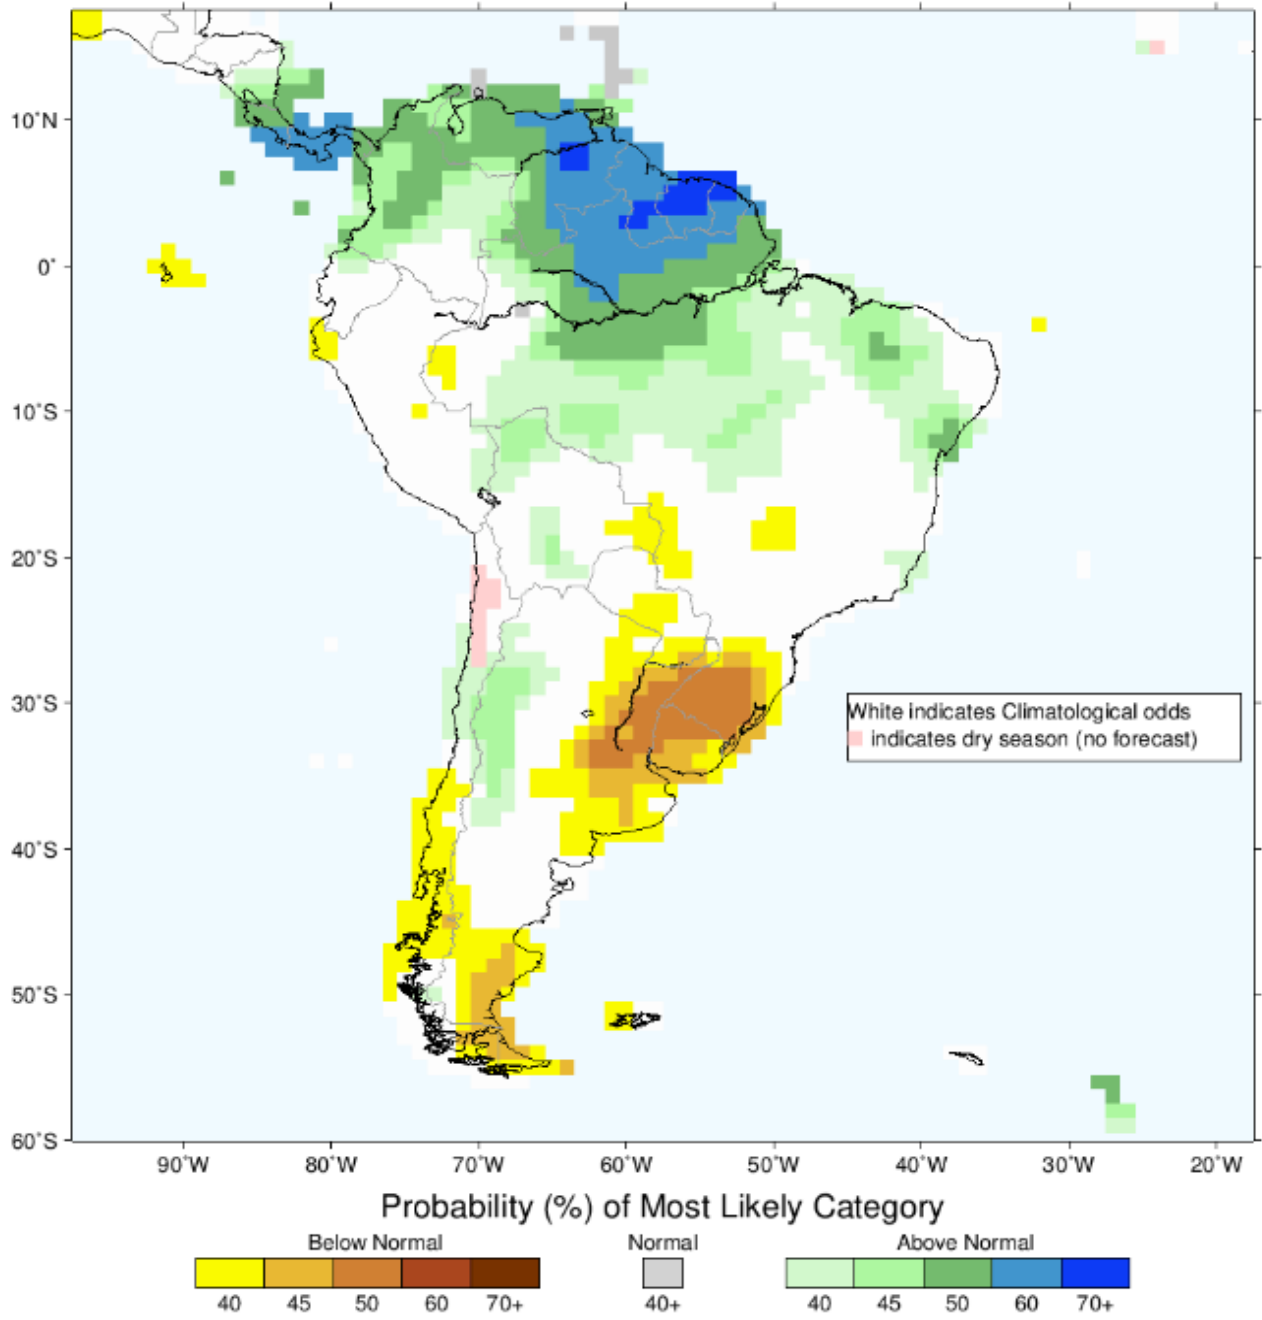 10°N
0°
10°S
20°S
30°S
40°S
50°S
60°S
White indicates Climatological odds
indicates dry season (no forecast)
90°W 80°W 70°W 60°W 50°W 40°W 30°W 20°W
Probability (%) of Most Likely Category
Below Normal Normal Above Normal
40 45 50 60 70+ 40+ 40 45 50 60 70+